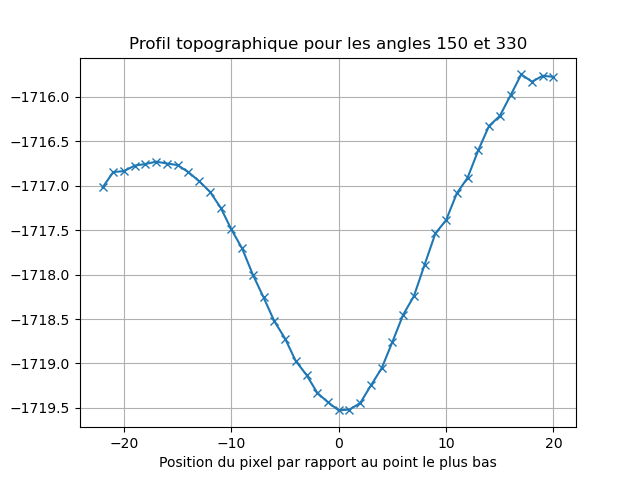 Profil topographique pour les angles 150 et 330
−1716.0
−1716.5
−1717.0
−1717.5
−1718.0
−1718.5
−1719.0
−1719.5
−20 −10 0 10 20
Position du pixel par rapport au point le plus bas